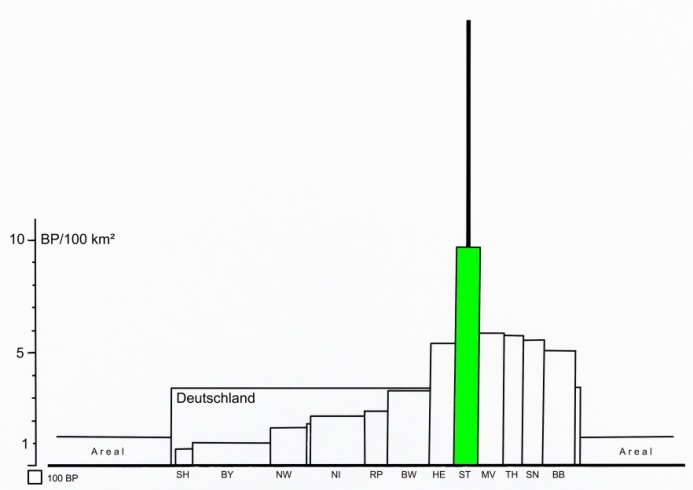 10 BP/100 km²
5
Deutschland
1
Areal Areal
SH BY NW NI RP BW HE ST MV TH SN BB
100 BP